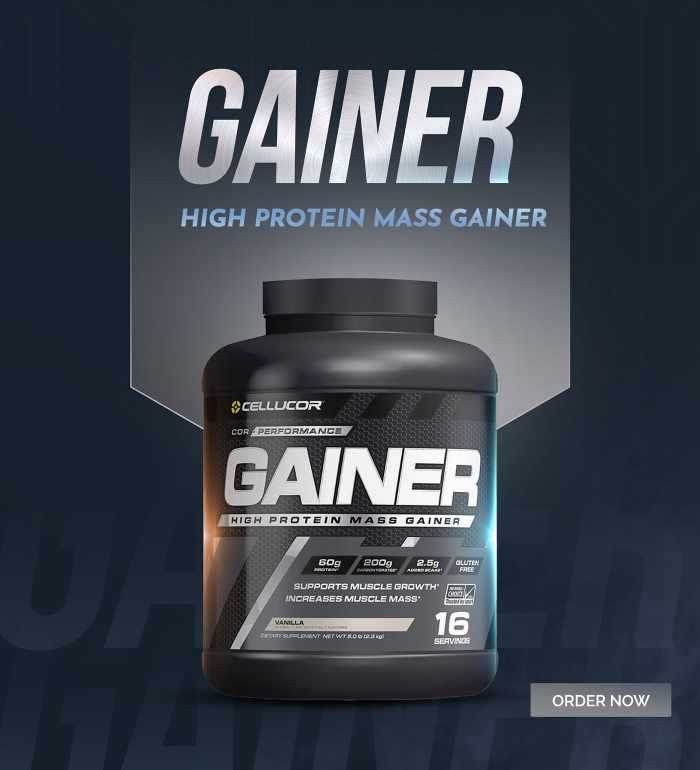 GAINER
HIGH PROTEIN MASS GAINER
CELLUCOR
COR - PERFORMANCE
GAINER
HIGH PROTEIN MASS GAINER
60g 200g 2.5g GLUTEN
PROTEIN* CARBOHYDRATES* ADDED BCAAS* FREE
SUPPORTS MUSCLE GROWTH*
INCREASES MUSCLE MASS*
CHOICE
16
SERVINGS
VANILLA
DIETARY SUPPLEMENT NET WT 5.0 lb (2.3 kg)
ORDER NOW
GAINER